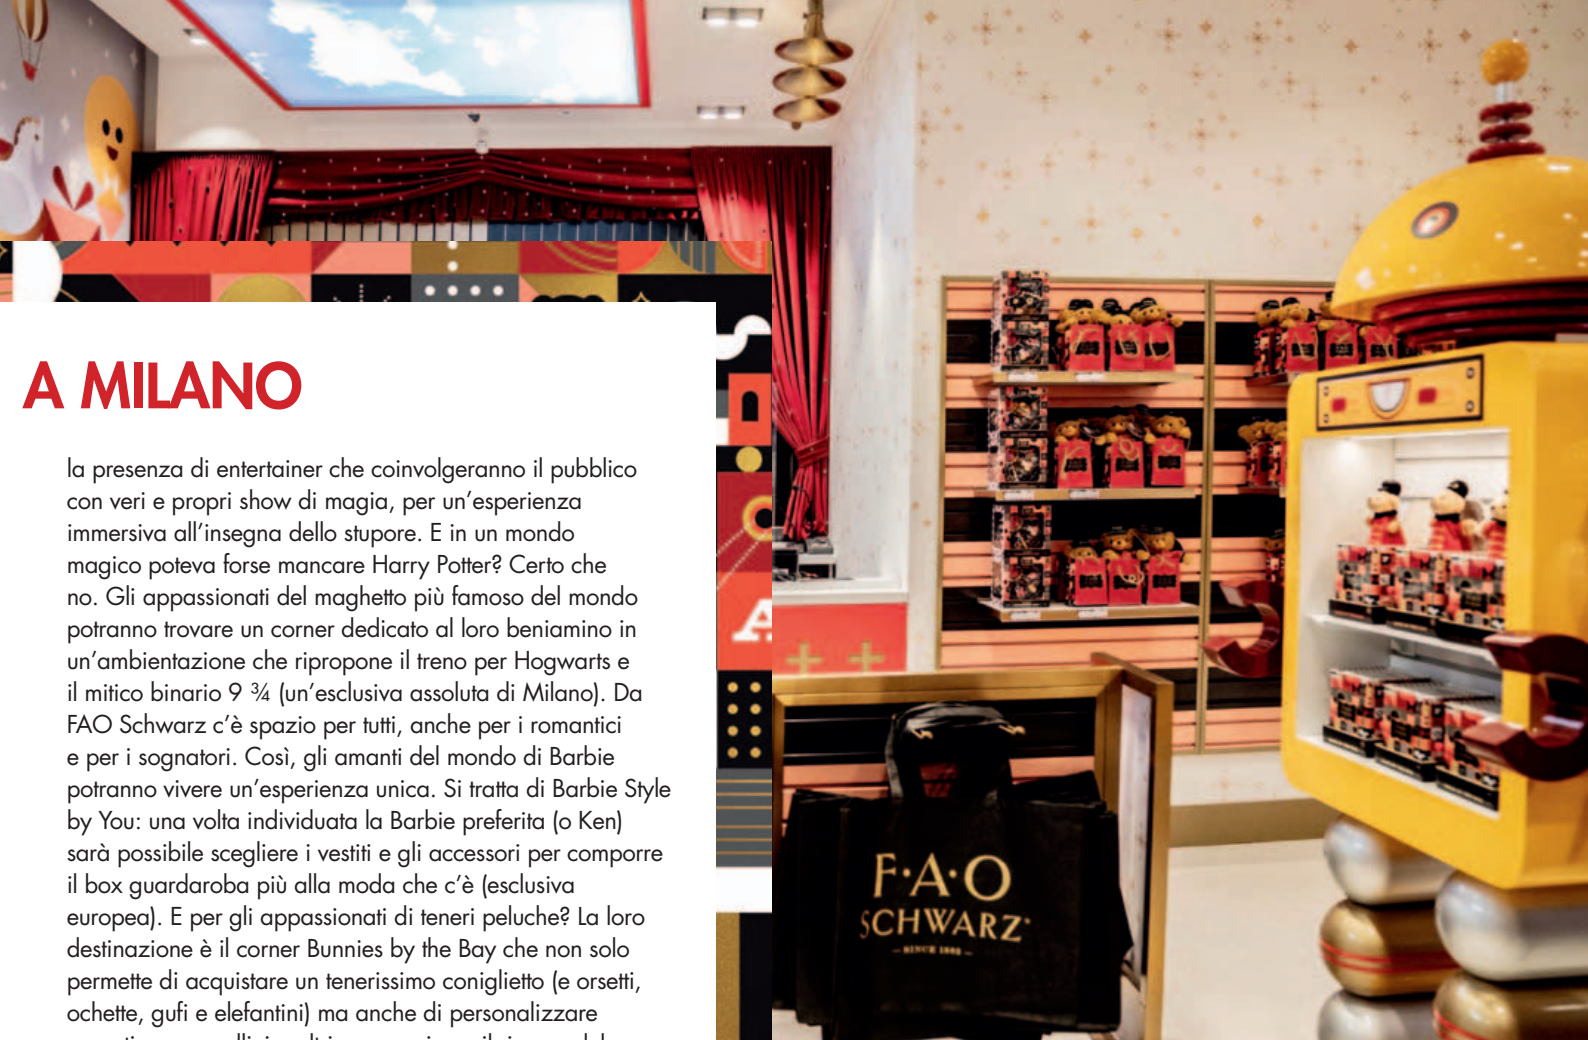 A MILANO
la presenza di entertainer che coinvolgeranno il pubblico
con veri e propri show di magia, per un'esperienza
immersiva all'insegna dello stupore. E in un mondo
magico poteva forse mancare Harry Potter? Certo che
no. Gli appassionati del maghetto più famoso del mondo
potranno trovare un corner dedicato al loro beniamino in
un'ambientazione che ripropone il treno per Hogwarts e
il mitico binario 9 ¾ (un'esclusiva assoluta di Milano). Da
FAO Schwarz c'è spazio per tutti, anche per i romantici
e per i sognatori. Così, gli amanti del mondo di Barbie
potranno vivere un'esperienza unica. Si tratta di Barbie Style
by You: una volta individuata la Barbie preferita (o Ken)
sarà possibile scegliere i vestiti e gli accessori per comporre
il box guardaroba più alla moda che c'è (esclusiva
europea). E per gli appassionati di teneri peluche? La loro
destinazione è il corner Bunnies by the Bay che non solo
permette di acquistare un tenerissimo coniglietto (e orsetti,
ochette, gufi e elefantini) ma anche di personalizzare
A
F·A·O
SCHWARZ
— SINCE 1862 —